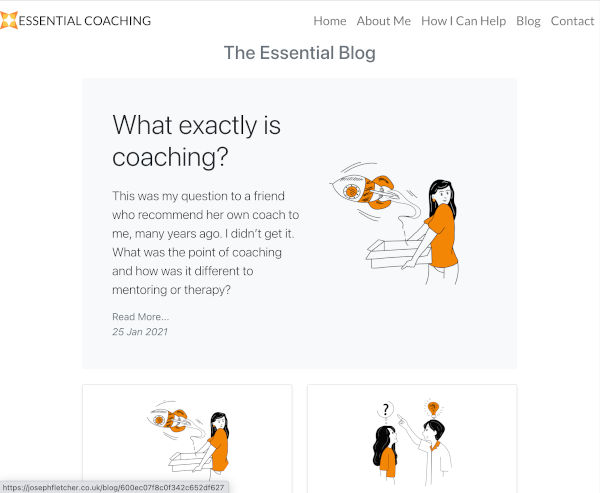 ESSENTIAL COACHING
Home About Me How I Can Help Blog Contact
The Essential Blog
What exactly is
coaching?
This was my question to a friend
who recommend her own coach to
me, many years ago. I didn't get it.
What was the point of coaching
and how was it different to
mentoring or therapy?
Read More...
25 Jan 2021
?
?
https://josephfletcher.co.uk/blog/600ec07f8c0f342c652df627